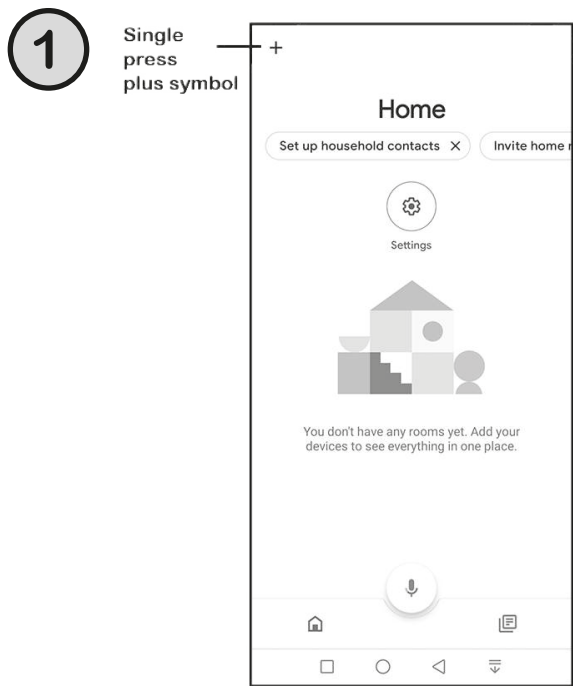 1
Single
press
plus symbol
+
Home
Set up household contacts X
Invite home
Settings
You don't have any rooms yet. Add your
devices to see everything in one place.